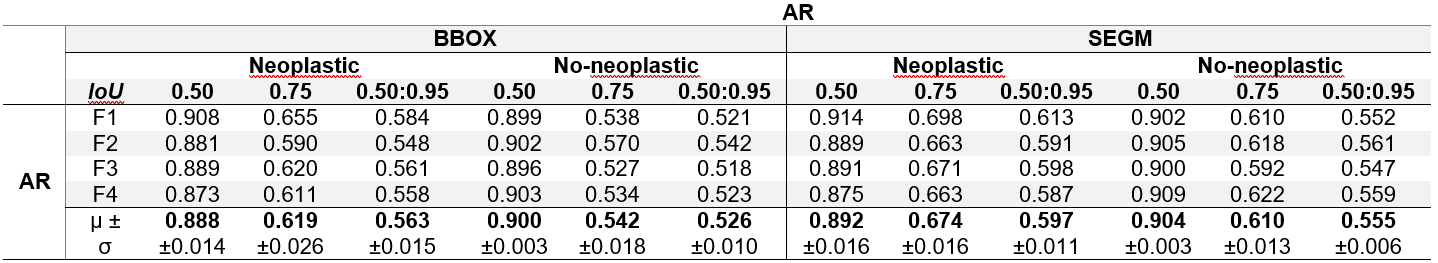 AR
BBOX SEGM
Neoplastic No-neoplastic Neoplastic No-neoplastic
IoU 0.50 0.75 0.50:0.95 0.50 0.75 0.50:0.95 0.50 0.75 0.50:0.95 0.50 0.75 0.50:0.95
F1 0.908 0.655 0.584 0.899 0.538 0.521 0.914 0.698 0.613 0.902 0.610 0.552
F2 0.881 0.590 0.548 0.902 0.570 0.542 0.889 0.663 0.591 0.905 0.618 0.561
AR F3 0.889 0.620 0.561 0.896 0.527 0.518 0.891 0.671 0.598 0.900 0.592 0.547
F4 0.873 0.611 0.558 0.903 0.534 0.523 0.875 0.663 0.587 0.909 0.622 0.559
μ ± 0.888 0.619 0.563 0.900 0.542 0.526 0.892 0.674 0.597 0.904 0.610 0.555
σ ±0.014 ±0.026 ±0.015 ±0.003 ±0.018 ±0.010 ±0.016 ±0.016 ±0.011 ±0.003 ±0.013 ±0.006